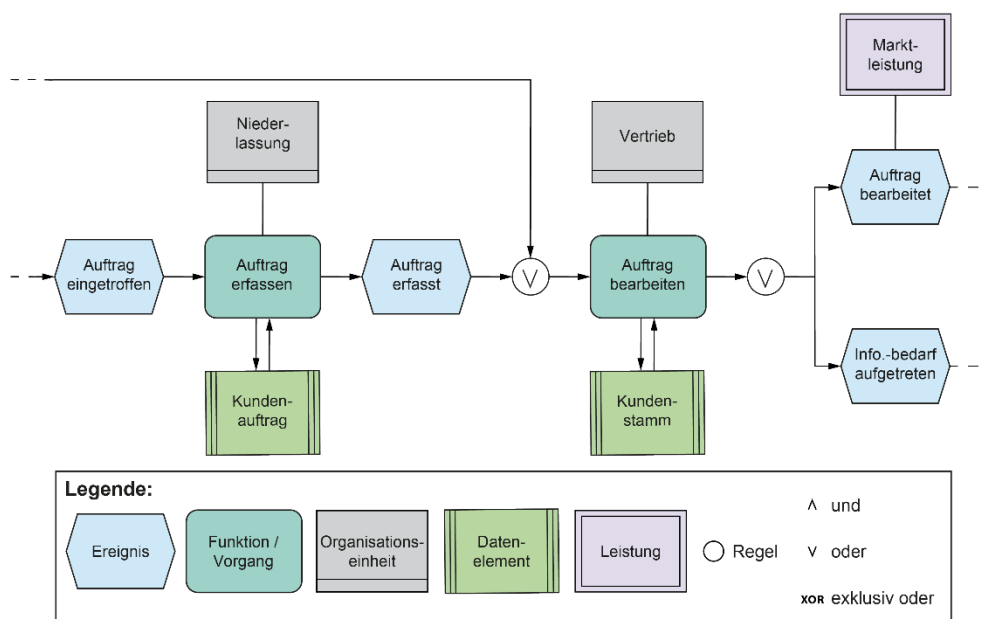 Markt-
leistung
Nieder-
lassung
Vertrieb
Auftrag
bearbeitet
Auftrag
eingetroffen
Auftrag
erfassen
Auftrag
erfasst
V
Auftrag
bearbeiten
V
Info.-bedarf
aufgetreten
Kunden-
auftrag
Kunden-
stamm
Legende:
Ereignis
Funktion /
Vorgang
Organisations-
einheit
Daten-
element
Leistung
Regel
∧ und
∨ oder
XOR exklusiv oder